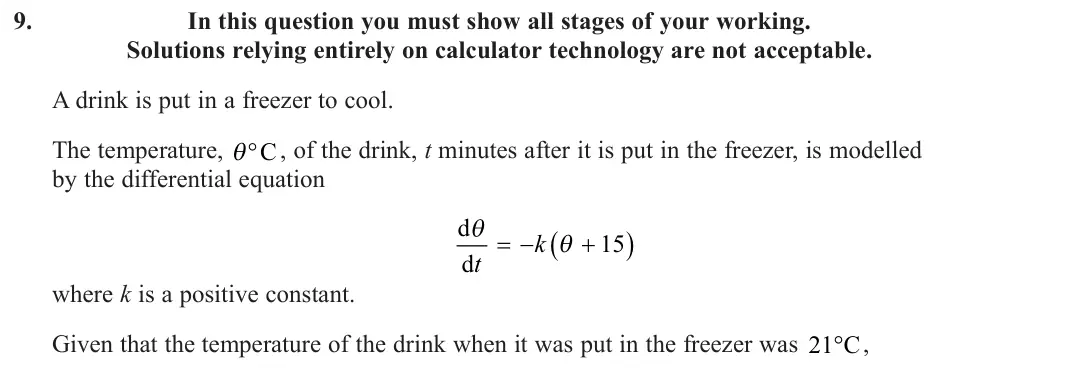 9. In this question you must show all stages of your working.
Solutions relying entirely on calculator technology are not acceptable.
A drink is put in a freezer to cool.
The temperature, θ°C, of the drink, t minutes after it is put in the freezer, is modelled
by the differential equation
dθ/dt = −k(θ + 15)
where k is a positive constant.
Given that the temperature of the drink when it was put in the freezer was 21°C,